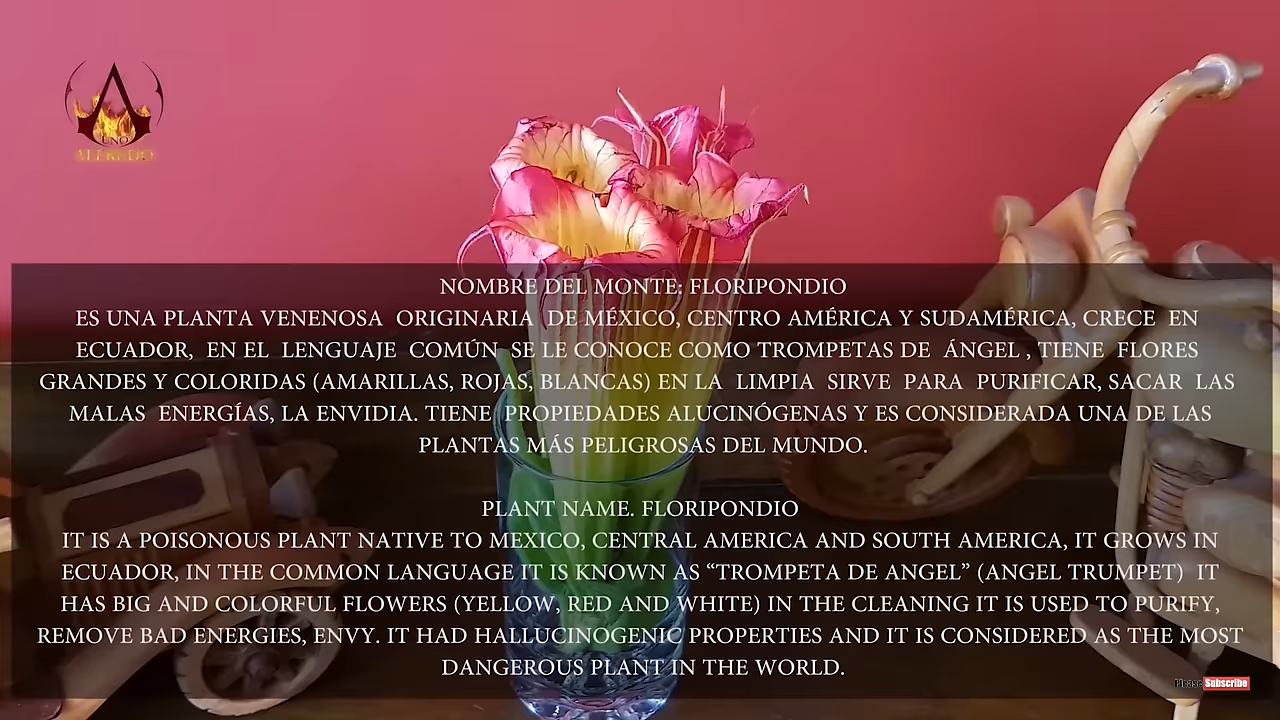 UNO
ALFREDO
NOMBRE DEL MONTE: FLORIPONDIO
ES UNA PLANTA VENENOSA ORIGINARIA DE MÉXICO, CENTRO AMÉRICA Y SUDAMÉRICA, CRECE EN
ECUADOR, EN EL LENGUAJE COMÚN SE LE CONOCE COMO TROMPETAS DE ÁNGEL , TIENE FLORES
GRANDES Y COLORIDAS (AMARILLAS, ROJAS, BLANCAS) EN LA LIMPIA SIRVE PARA PURIFICAR, SACAR LAS
MALAS ENERGÍAS, LA ENVIDIA. TIENE PROPIEDADES ALUCINÓGENAS Y ES CONSIDERADA UNA DE LAS
PLANTAS MÁS PELIGROSAS DEL MUNDO.
PLANT NAME. FLORIPONDIO
IT IS A POISONOUS PLANT NATIVE TO MEXICO, CENTRAL AMERICA AND SOUTH AMERICA, IT GROWS IN
ECUADOR, IN THE COMMON LANGUAGE IT IS KNOWN AS “TROMPETA DE ANGEL” (ANGEL TRUMPET) IT
HAS BIG AND COLORFUL FLOWERS (YELLOW, RED AND WHITE) IN THE CLEANING IT IS USED TO PURIFY,
REMOVE BAD ENERGIES, ENVY. IT HAD HALLUCINOGENIC PROPERTIES AND IT IS CONSIDERED AS THE MOST
DANGEROUS PLANT IN THE WORLD.
Please Subscribe